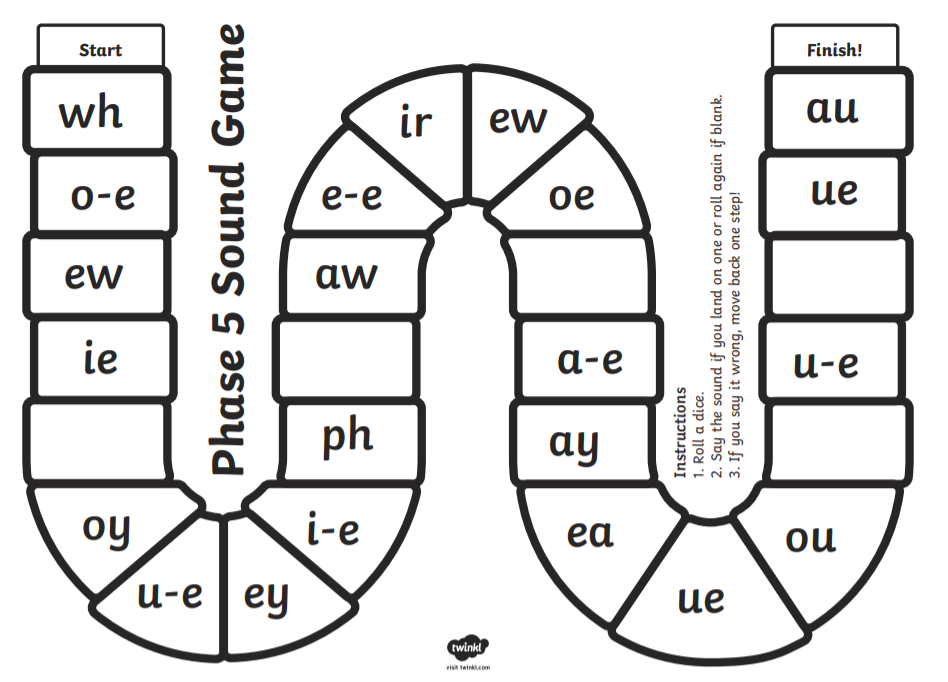 Start
wh
o-e
ew
ie
oy
u-e
ey
i-e
ph
aw
e-e
ir
ew
oe
a-e
ay
ea
ue
ou
u-e
ue
au
Finish!
Phase 5 Sound Game
Instructions
1. Roll a dice.
2. Say the sound if you land on one or roll again if blank.
3. If you say it wrong, move back one step!
twinkl
visit twinkl.com